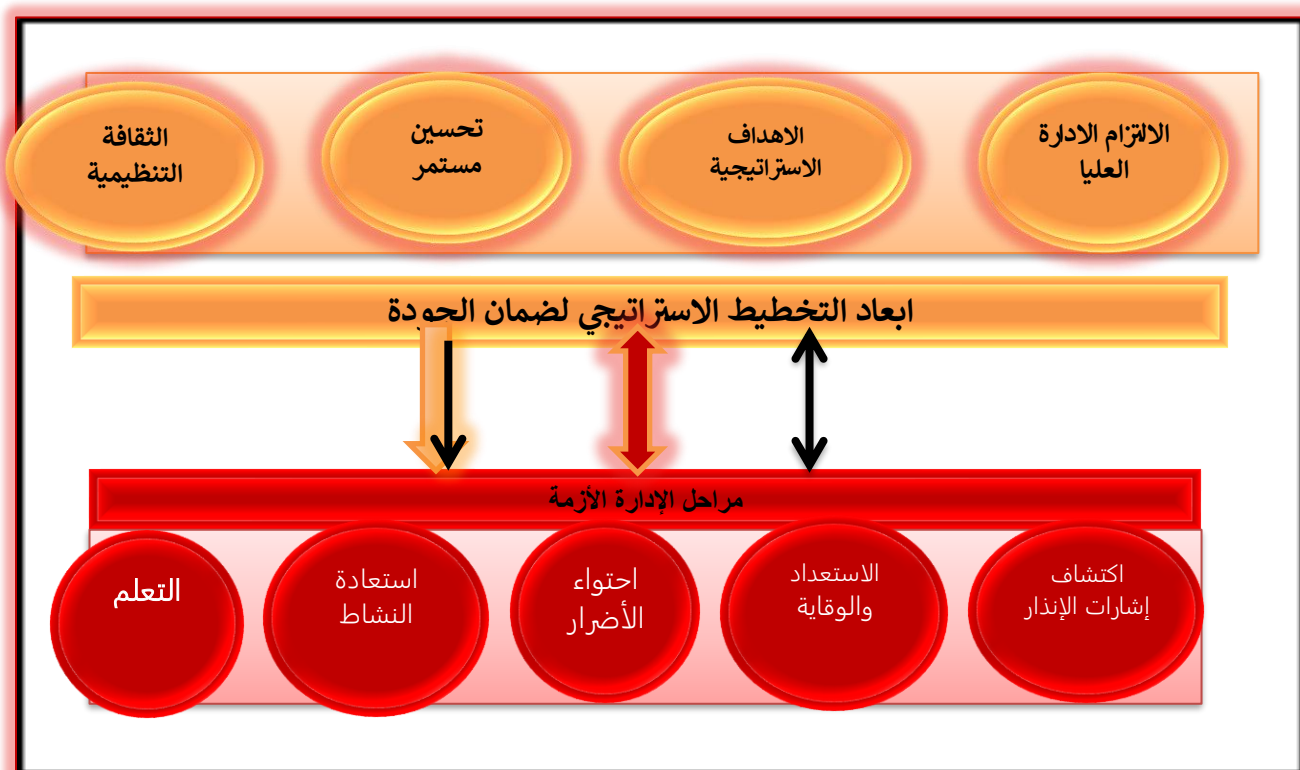 الالتزام الادارة
العليا
الاهداف
الاستراتيجية
تحسين
مستمر
الثقافة
التنظيمية
ابعاد التخطيط الاستراتيجي لضمان الجودة
مراحل الإدارة الأزمة
اكتشاف
إشارات الإنذار
الاستعداد
والوقاية
احتواء
الأضرار
استعادة
النشاط
التعلم